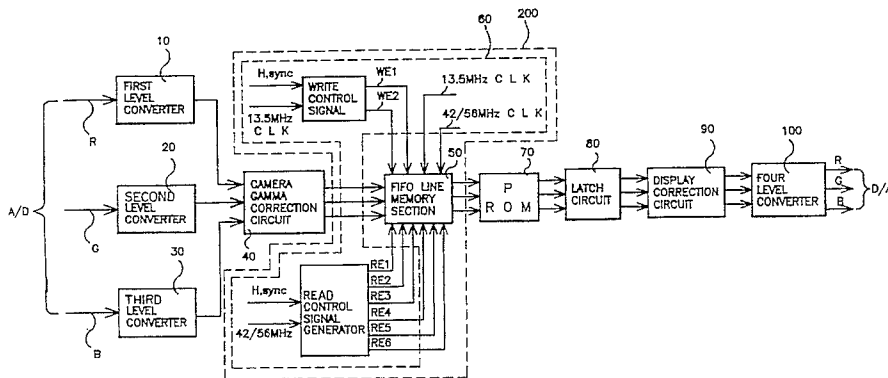 10
FIRST
LEVEL
CONVERTER
R
20
SECOND
LEVEL
CONVERTER
G
A/D
30
THIRD
LEVEL
CONVERTER
B
CAMERA
GAMMA
CORRECTION
CIRCUIT
40
60
200
H,sync
13.5MHz
C L K
WRITE
CONTROL
SIGNAL
WE1
WE2
13.5MHz C L K
42/56MHz C L K
50
FIFO LINE
MEMORY
SECTION
H,sync
42/56MHz
READ
CONTROL
SIGNAL
GENERATOR
RE1
RE2
RE3
RE4
RE5
RE6
70
P
ROM
80
LATCH
CIRCUIT
90
DISPLAY
CORRECTION
CIRCUIT
100
FOUR
LEVEL
CONVERTER
R
G
B
D/A